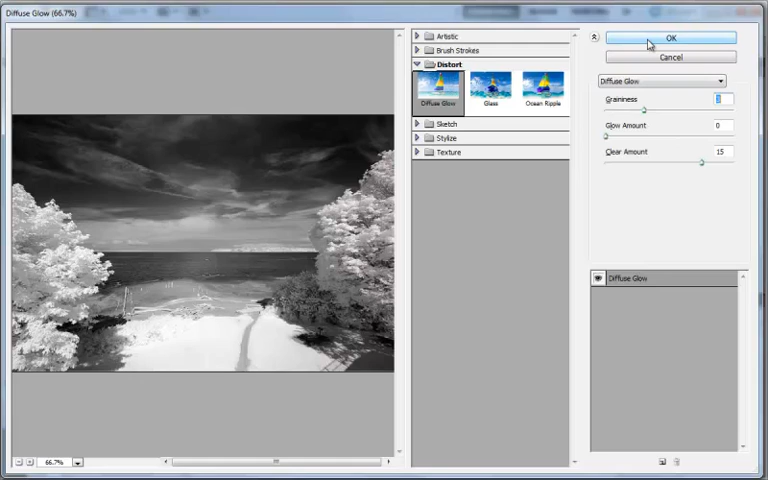 Diffuse Glow (66.7%)
Artistic
Brush Strokes
Distort
Diffuse Glow
Glass
Ocean Ripple
Sketch
Stylize
Texture
OK
Cancel
Diffuse Glow
Graininess
Glow Amount 0
Clear Amount 15
Diffuse Glow
66.7%